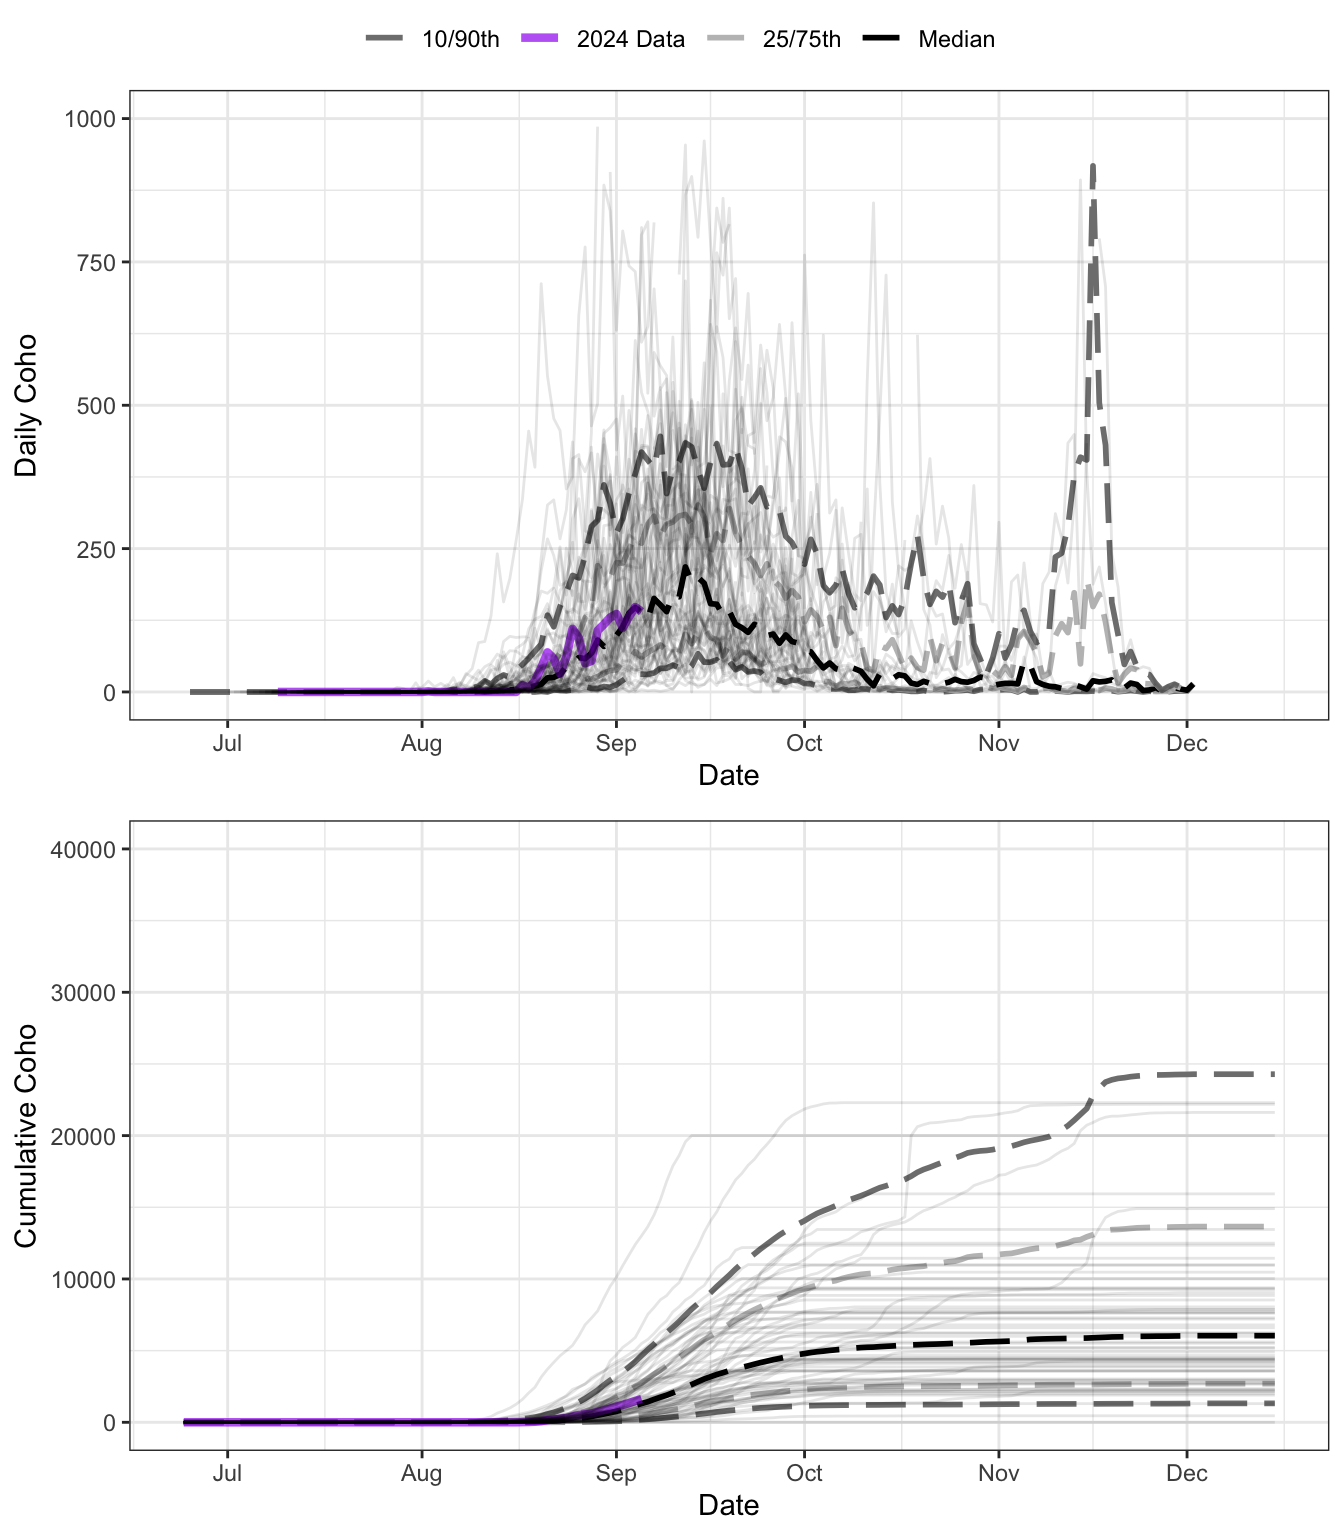 10/90th 2024 Data 25/75th Median
1000
750
500
250
0
Daily Coho
Jul Aug Sep Oct Nov Dec
Date
40000
30000
20000
10000
0
Cumulative Coho
Jul Aug Sep Oct Nov Dec
Date